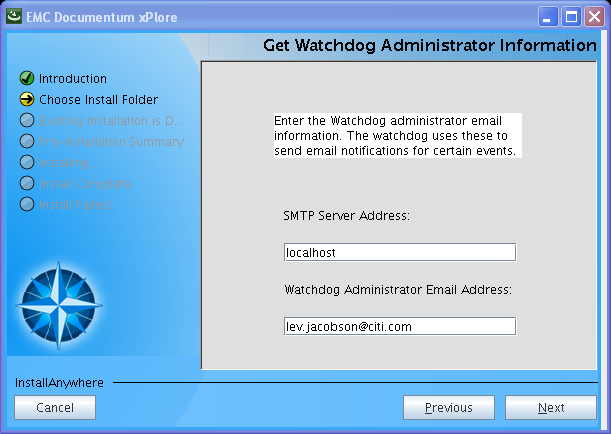 EMC Documentum xPlore
Get Watchdog Administrator Information
Introduction
Choose Install Folder
Existing Installation is D...
Pre-Installation Summary
Installing...
Install Complete
Install Failed
Enter the Watchdog administrator email
information. The watchdog uses these to
send email notifications for certain events.
SMTP Server Address:
localhost
Watchdog Administrator Email Address:
lev.jacobson@citi.com
InstallAnywhere
Cancel
Previous
Next